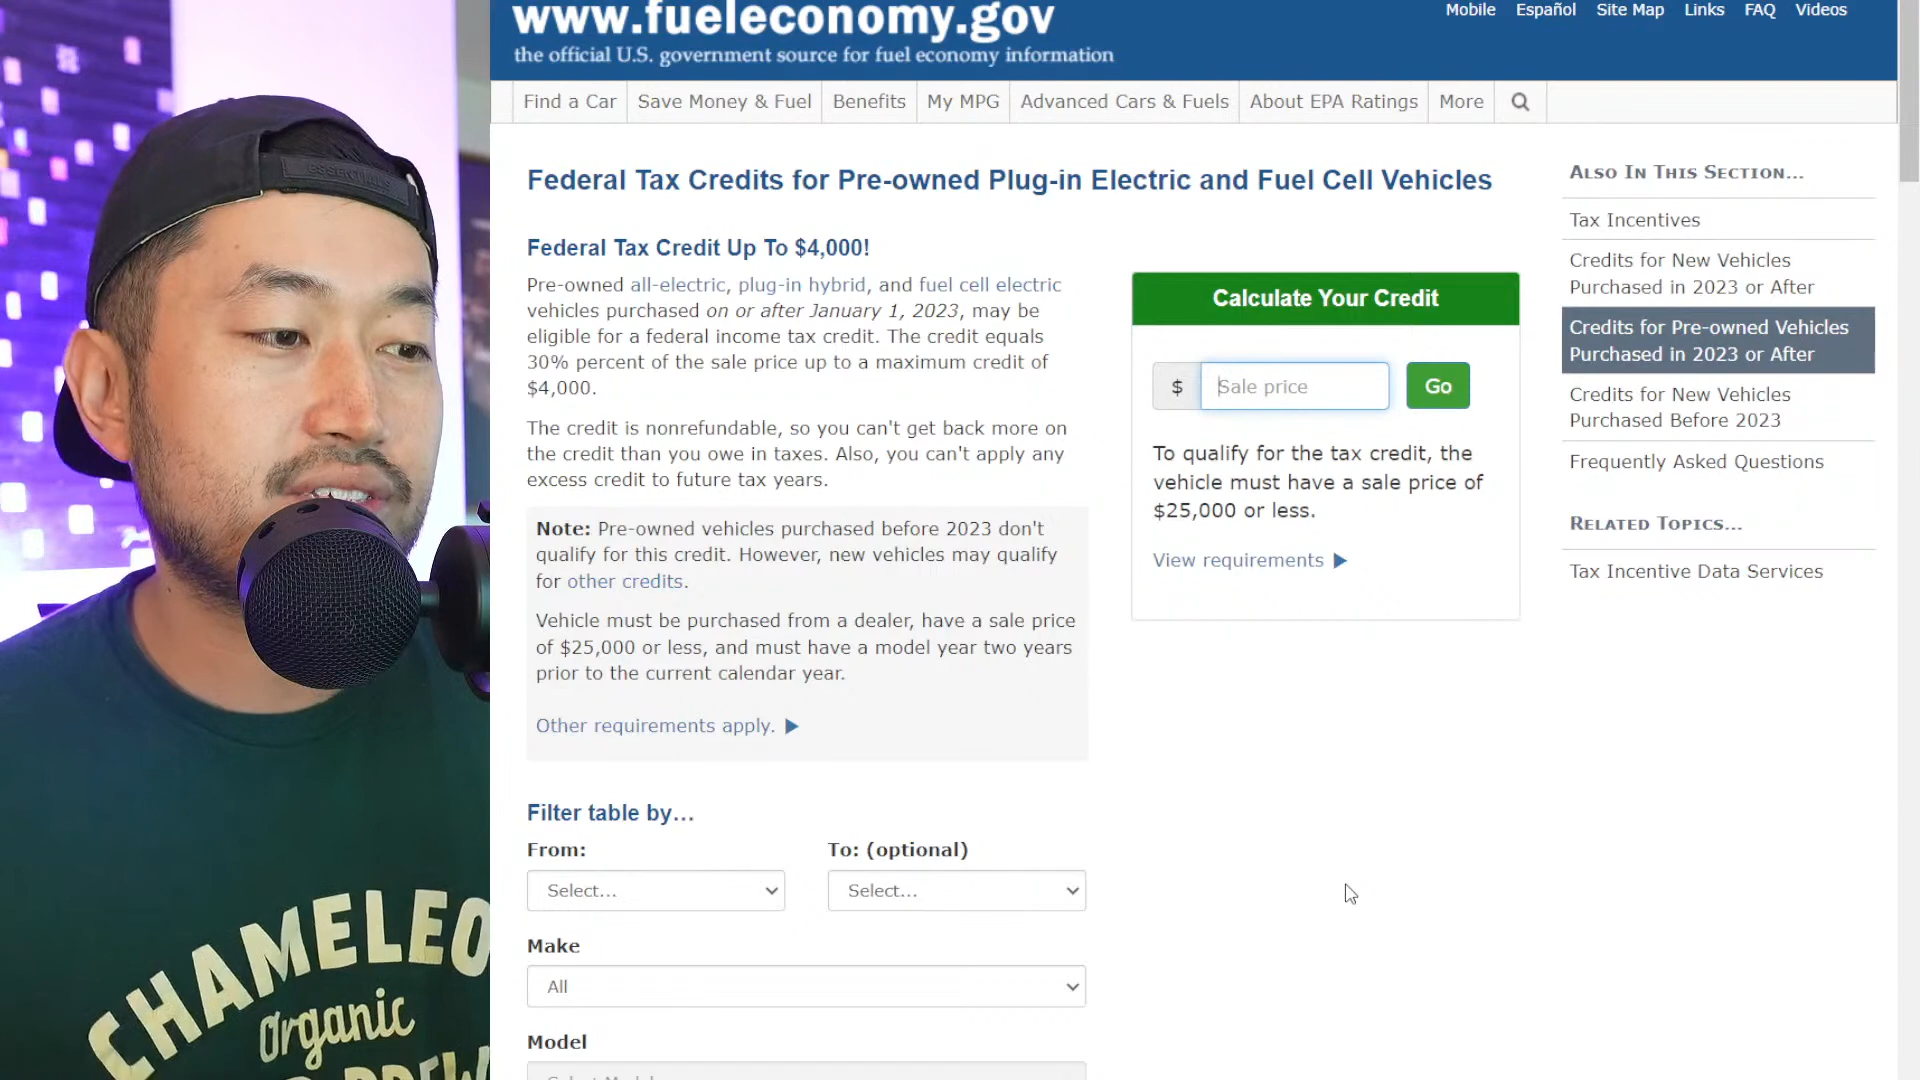 www.fueleconomy.gov
the official U.S. government source for fuel economy information
Mobile Español Site Map Links FAQ Videos
Find a Car Save Money & Fuel Benefits My MPG Advanced Cars & Fuels About EPA Ratings More
Federal Tax Credits for Pre-owned Plug-in Electric and Fuel Cell Vehicles
Federal Tax Credit Up To $4,000!
Pre-owned all-electric, plug-in hybrid, and fuel cell electric
vehicles purchased on or after January 1, 2023, may be
eligible for a federal income tax credit. The credit equals
30% percent of the sale price up to a maximum credit of
$4,000.
The credit is nonrefundable, so you can't get back more on
the credit than you owe in taxes. Also, you can't apply any
excess credit to future tax years.
Note: Pre-owned vehicles purchased before 2023 don't
qualify for this credit. However, new vehicles may qualify
for other credits.
Vehicle must be purchased from a dealer, have a sale price
of $25,000 or less, and must have a model year two years
prior to the current calendar year.
Other requirements apply.
Filter table by...
From: To: (optional)
Select... Select...
Make
All
Model
Calculate Your Credit
$ Sale price Go
To qualify for the tax credit, the
vehicle must have a sale price of
$25,000 or less.
View requirements
ALSO IN THIS SECTION...
Tax Incentives
Credits for New Vehicles
Purchased in 2023 or After
Credits for Pre-owned Vehicles
Purchased in 2023 or After
Credits for New Vehicles
Purchased Before 2023
Frequently Asked Questions
RELATED TOPICS...
Tax Incentive Data Services
ESSENTIALS
CHAMELEO
Organic